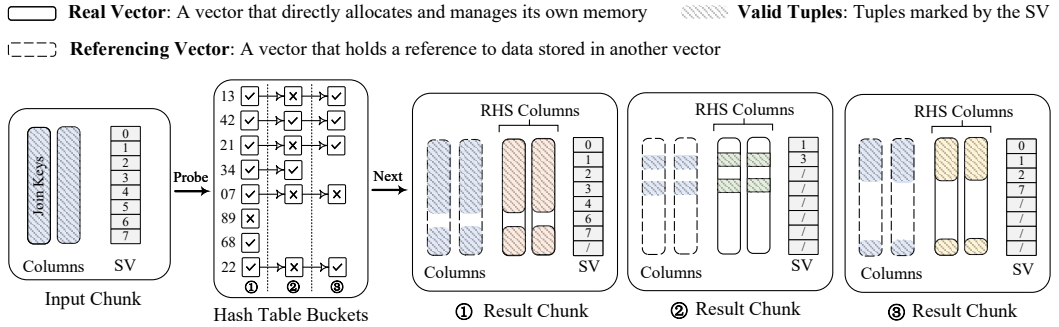 Real Vector: A vector that directly allocates and manages its own memory
Valid Tuples: Tuples marked by the SV
Referencing Vector: A vector that holds a reference to data stored in another vector
Join Keys
0
1
2
3
4
5
6
7
Columns SV
Input Chunk
Probe
13
42
21
34
07
89
68
22
① ② ③
Hash Table Buckets
Next
RHS Columns
0
1
2
3
4
6
7
/
Columns SV
① Result Chunk
RHS Columns
1
3
/
/
/
/
/
/
Columns SV
② Result Chunk
RHS Columns
0
1
2
7
/
/
/
/
Columns SV
③ Result Chunk